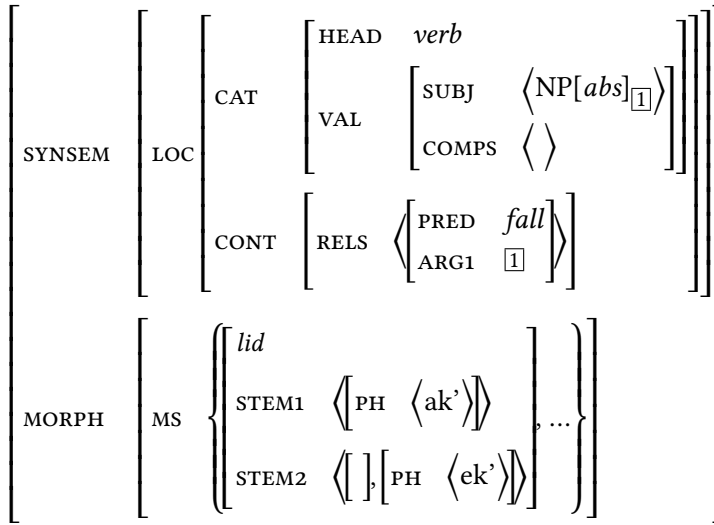 HEAD verb
SUBJ ⟨NP[abs]1⟩
CAT
VAL
COMPS ⟨ ⟩
SYNSEM LOC
PRED fall
CONT RELS ⟨ ⟩
ARG1 1
lid
STEM1 ⟨[PH ⟨ak’⟩]⟩
MORPH MS { , ...}
STEM2 ⟨[ ],[PH ⟨ek’⟩]⟩